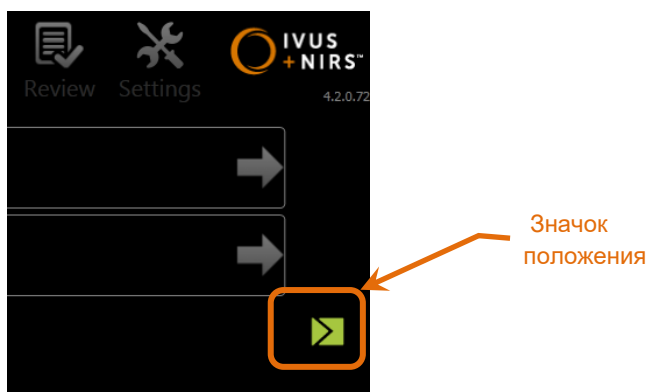 IVUS
+NIRS™
Review Settings
4.2.0.72
Значок
положения